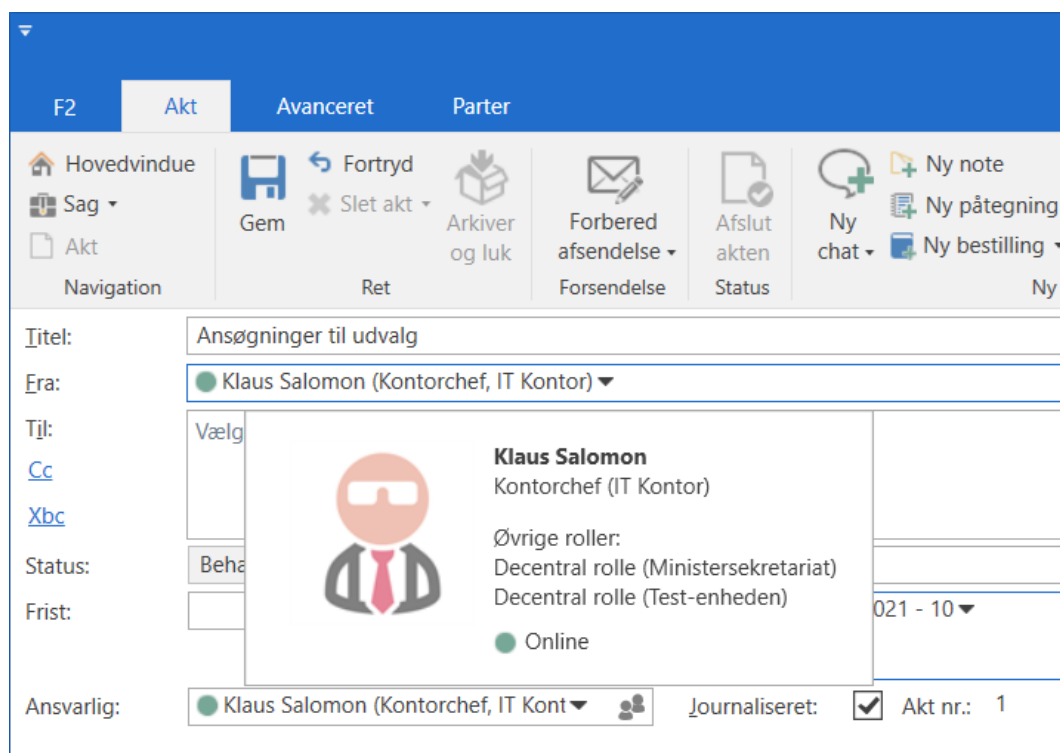 F2 Akt Avanceret Parter
Hovedvindue
Sag
Akt
Navigation
Gem
Fortryd
Slet akt
Arkiver
og luk
Ret
Forbered
afsendelse
Forsendelse
Afslut
akten
Status
Ny
chat
Ny note
Ny påtegning
Ny bestilling
Ny
Titel: Ansøgninger til udvalg
Fra: Klaus Salomon (Kontorchef, IT Kontor)
Til: Vælg
Cc
Xbc
Klaus Salomon
Kontorchef (IT Kontor)
Øvrige roller:
Decentral rolle (Ministersekretariat)
Decentral rolle (Test-enheden)
Online
Status: Beha
Frist: 021 - 10
Ansvarlig: Klaus Salomon (Kontorchef, IT Kont Journaliseret: Akt nr.: 1